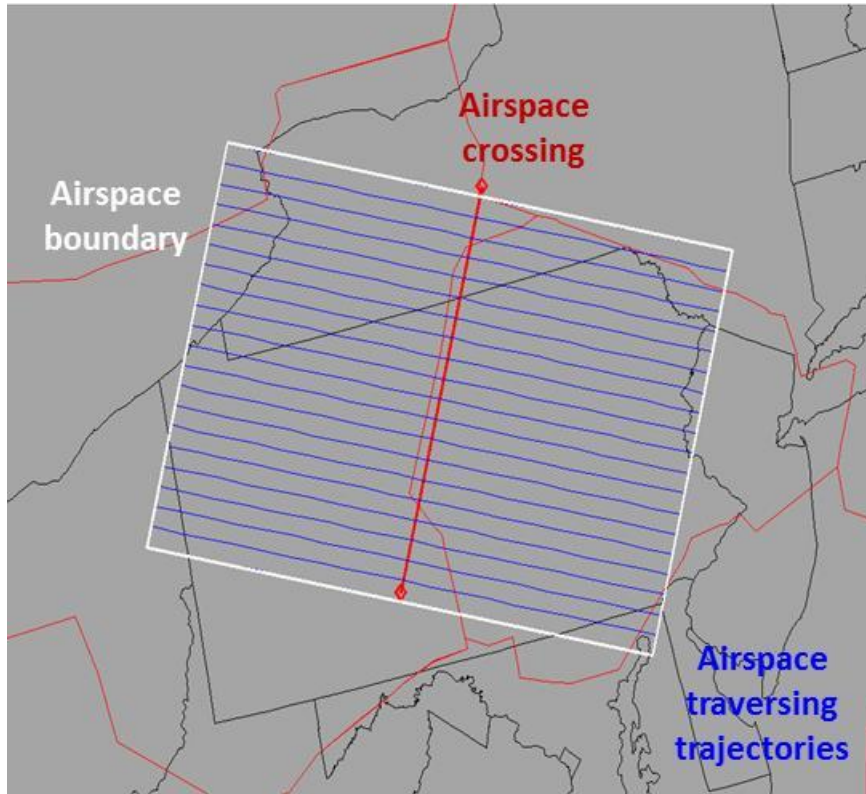 Airspace
crossing
Airspace
boundary
Airspace
traversing
trajectories